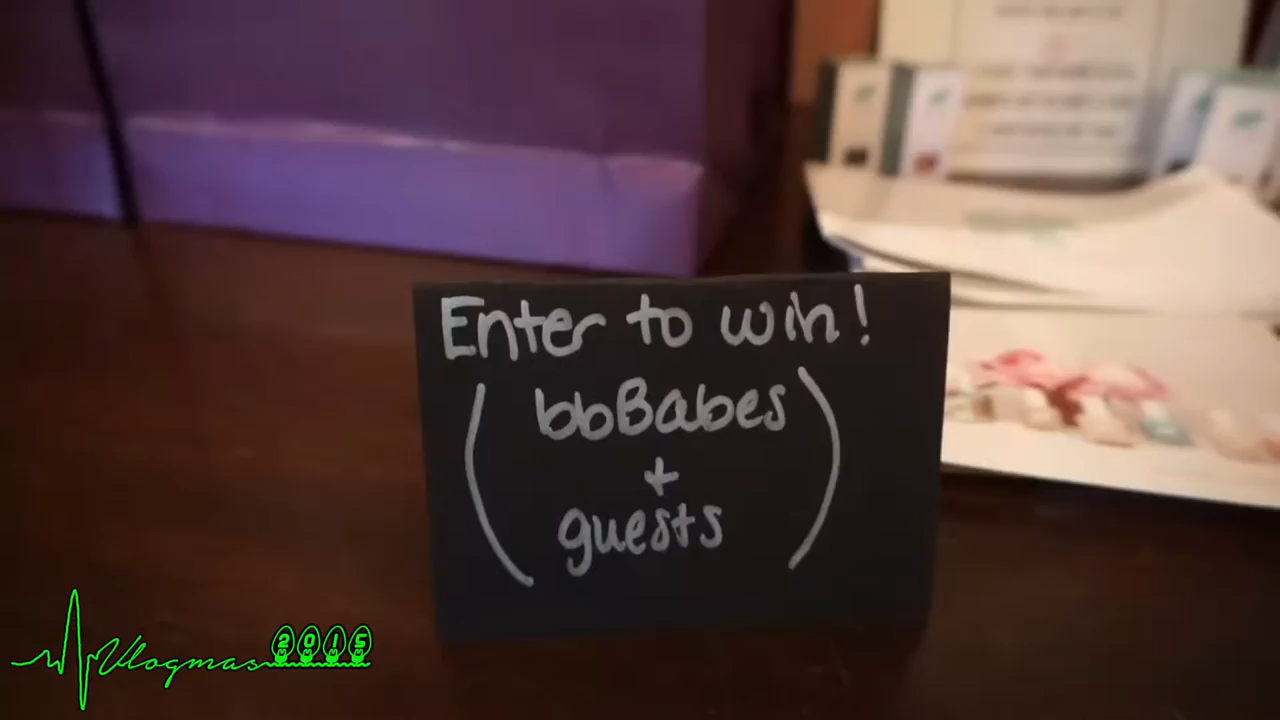 Enter to win!
( bbBabes
+
guests )
Vlogmas 2015